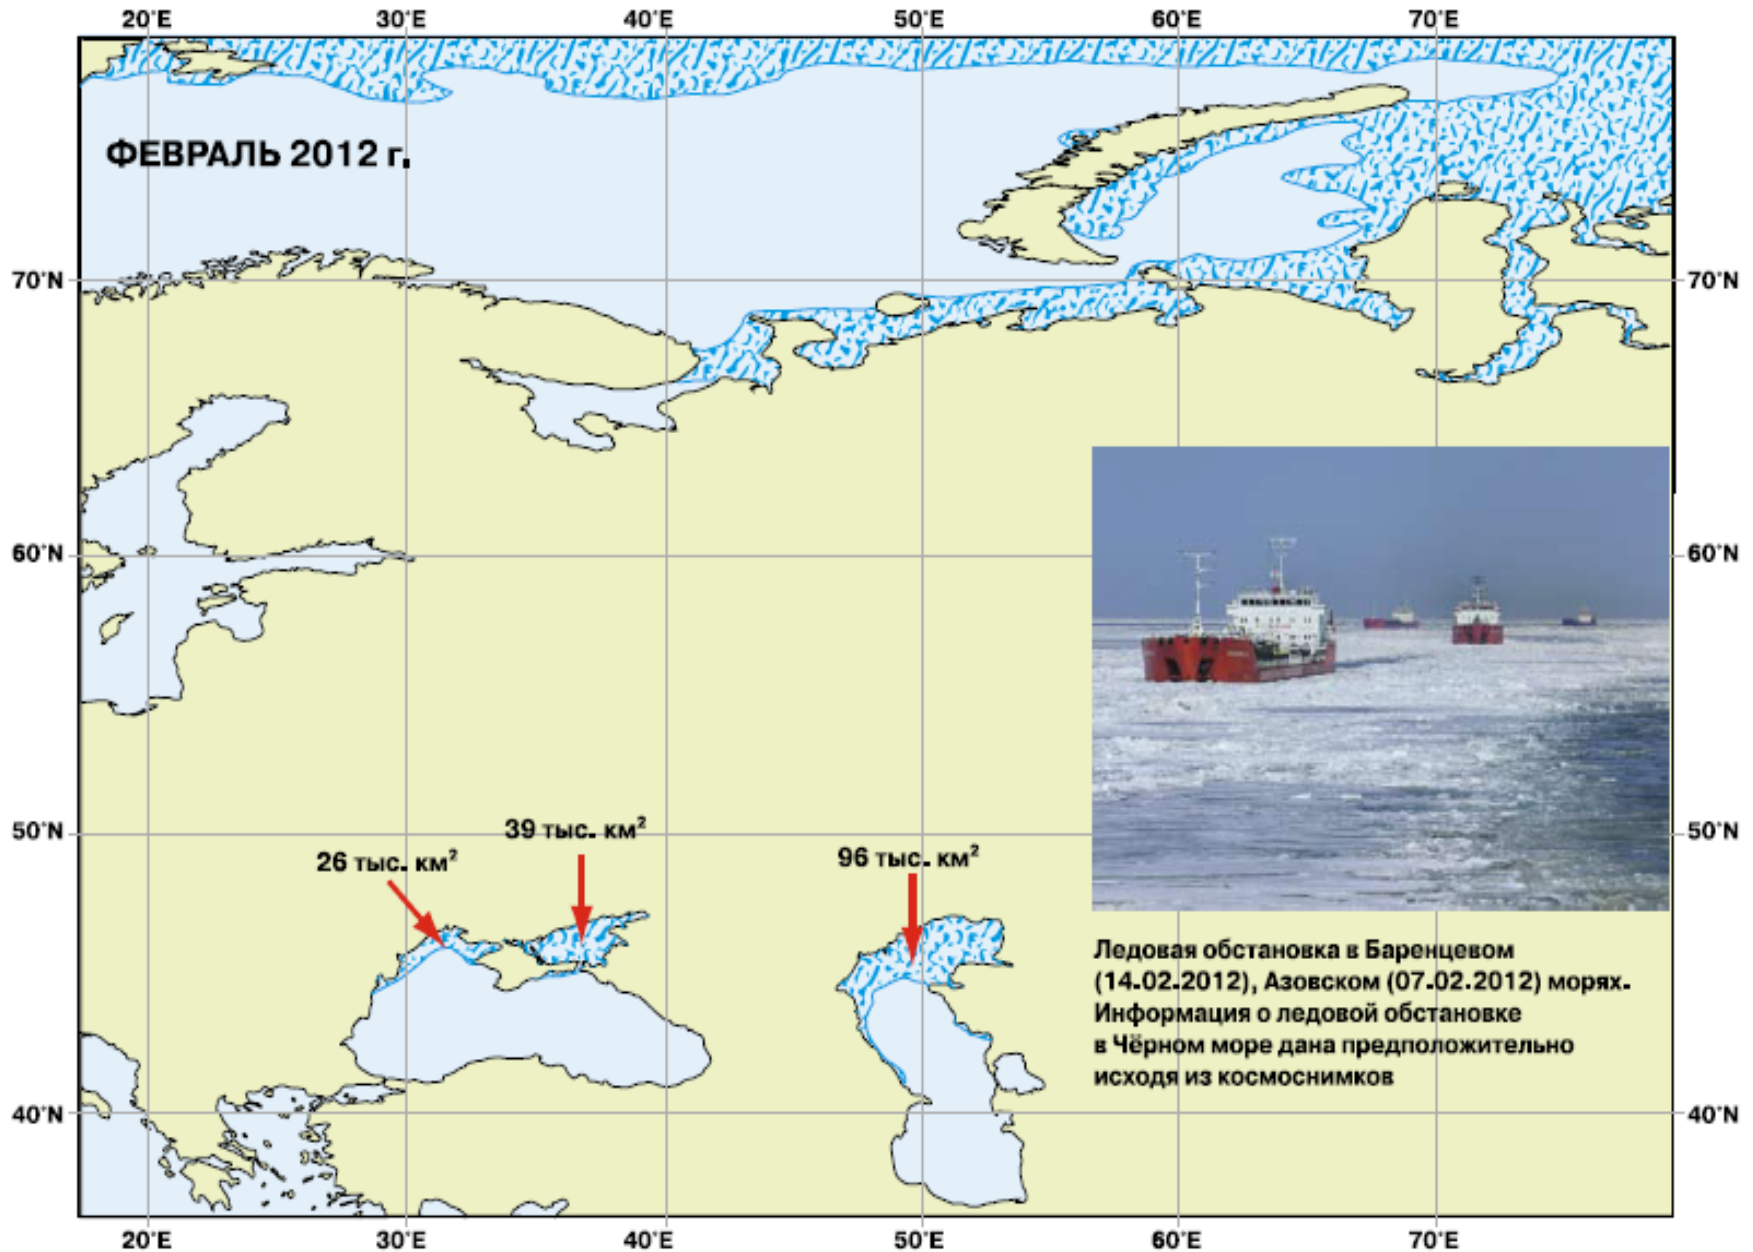 20°E 30°E 40°E 50°E 60°E 70°E
ФЕВРАЛЬ 2012 г.
70°N 70°N
60°N 60°N
50°N 50°N
39 тыс. км²
26 тыс. км²
96 тыс. км²
Ледовая обстановка в Баренцевом
(14.02.2012), Азовском (07.02.2012) морях.
Информация о ледовой обстановке
в Чёрном море дана предположительно
исходя из космоснимков
40°N 40°N
20°E 30°E 40°E 50°E 60°E 70°E